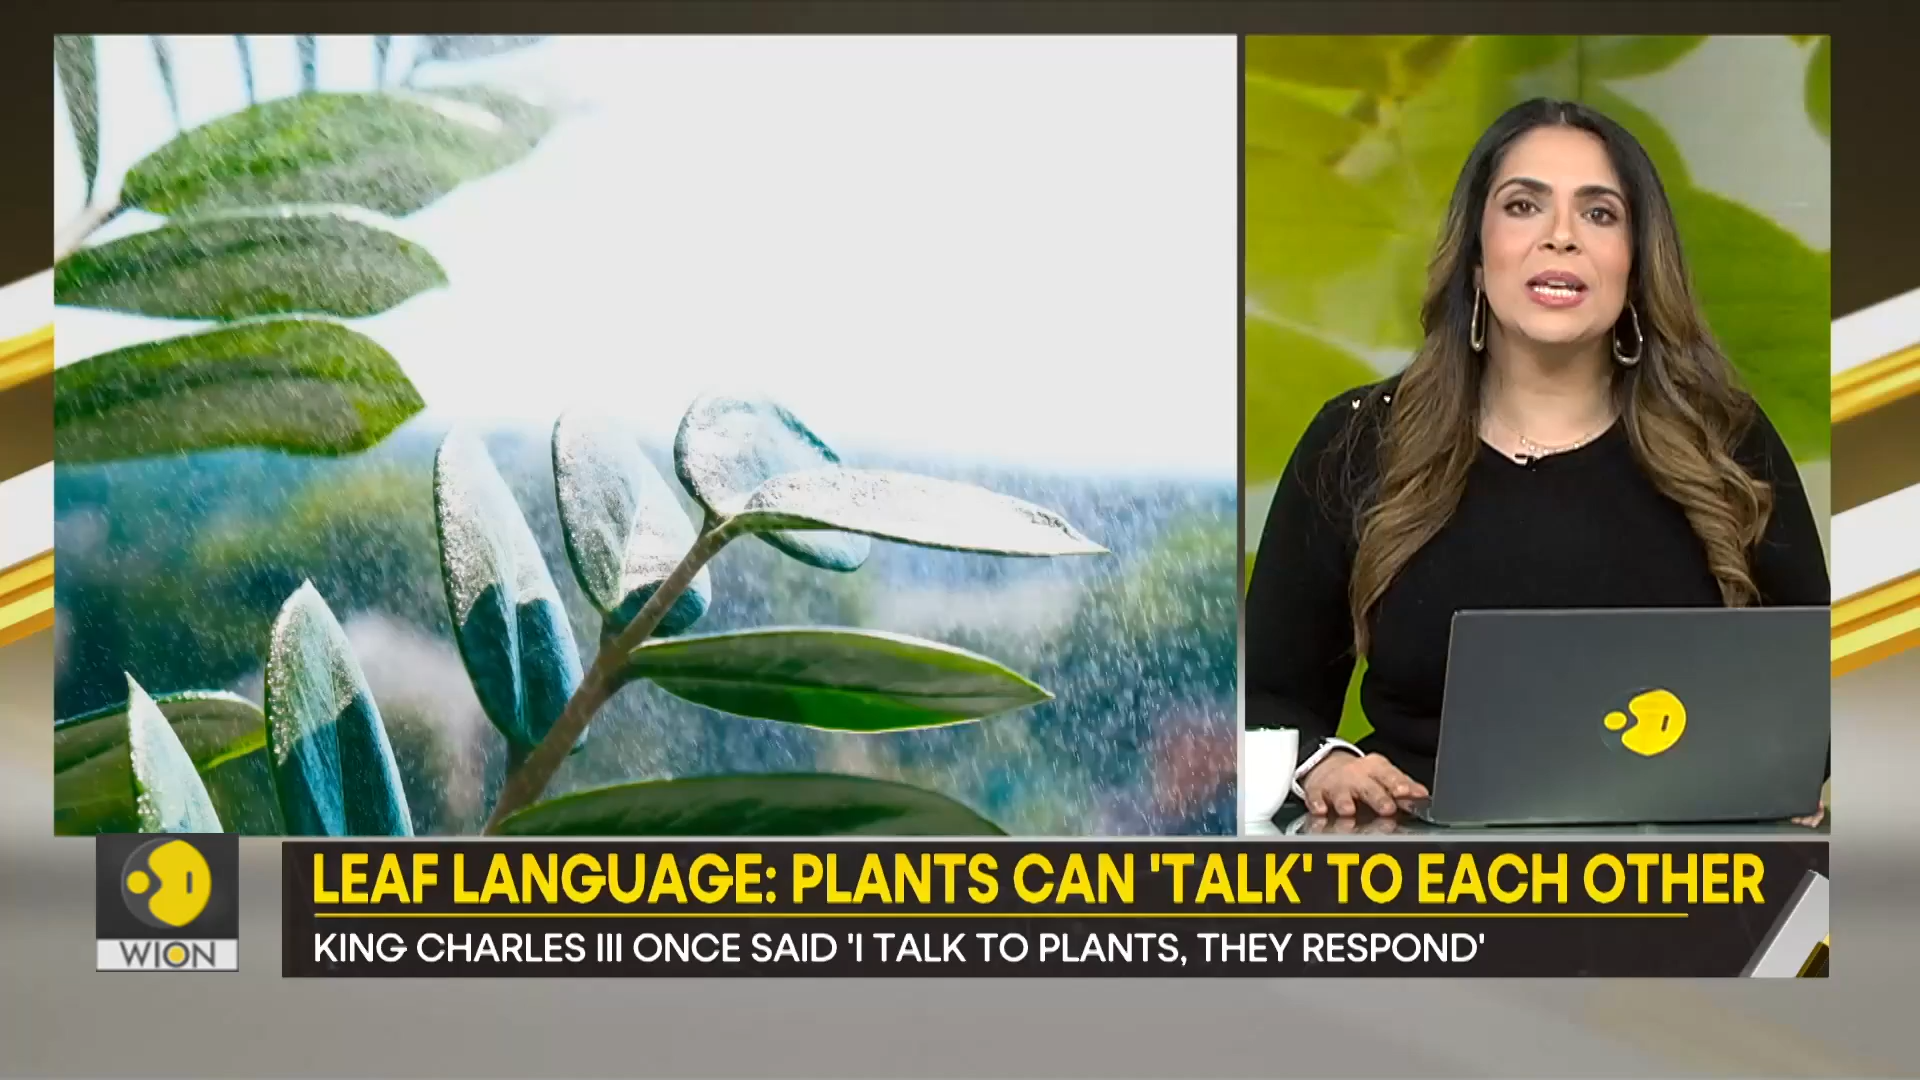 LEAF LANGUAGE: PLANTS CAN 'TALK' TO EACH OTHER
KING CHARLES III ONCE SAID 'I TALK TO PLANTS, THEY RESPOND'
WION